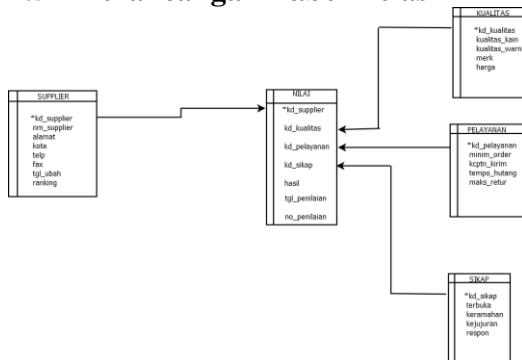 SUPPLIER
*kd_supplier
nm_supplier
alamat
kota
telp
fax
tgl_ubah
ranking
NILAI
*kd_supplier
kd_kualitas
kd_pelayanan
kd_sikap
hasil
tgl_penilaian
no_penilaian
KUALITAS
*kd_kualitas
kualitas_kain
kualitas_warn
merk
harga
PELAYANAN
*kd_pelayanan
minim_order
kcptn_kirim
tempo_hutang
maks_retur
SIKAP
*kd_sikap
terbuka
keramahan
kejujuran
respon